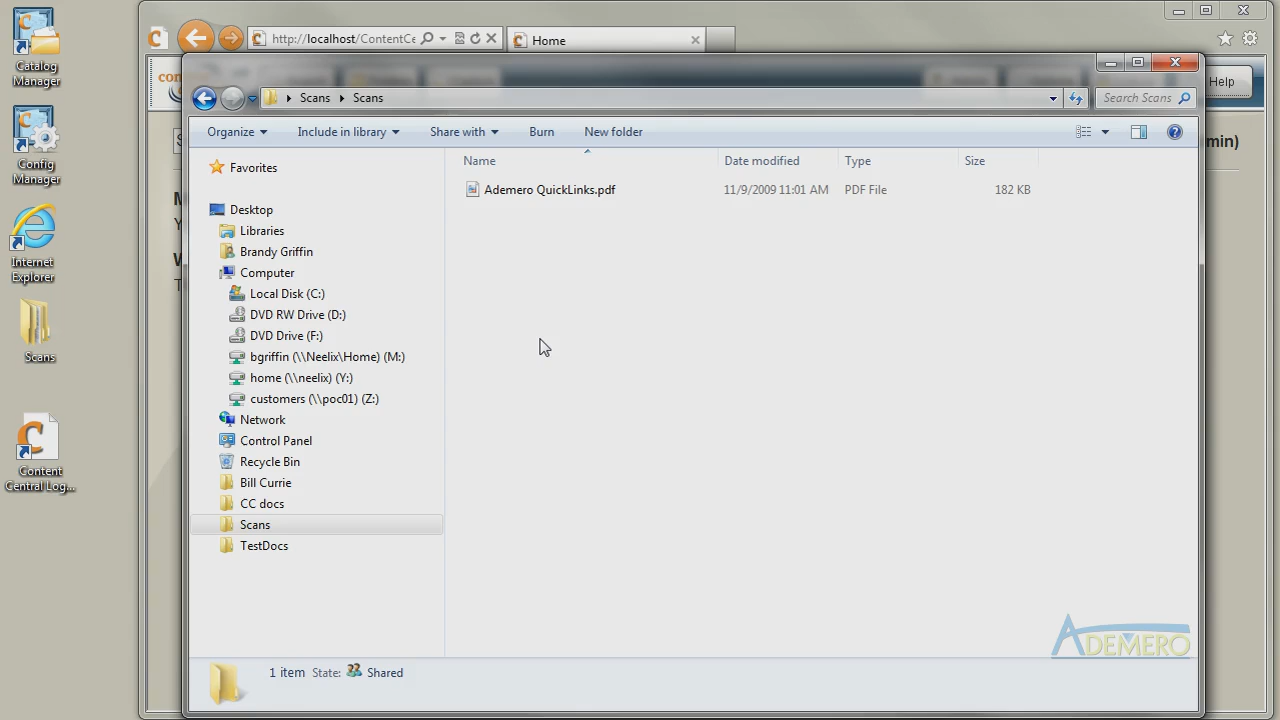 Catalog
Manager
Config
Manager
Internet
Explorer
Scans
Content
Central Log...
http://localhost/ContentCe
Home
Help
min)
Scans
Scans
Search Scans
Organize
Include in library
Share with
Burn
New folder
Favorites
Desktop
Libraries
Brandy Griffin
Computer
Local Disk (C:)
DVD RW Drive (D:)
DVD Drive (F:)
bgriffin (\\Neelix\Home) (M:)
home (\\neelix) (Y:)
customers (\\poc01) (Z:)
Network
Control Panel
Recycle Bin
Bill Currie
CC docs
Scans
TestDocs
Name Date modified Type Size
Ademero QuickLinks.pdf 11/9/2009 11:01 AM PDF File 182 KB
ADEMERO
1 item State: Shared